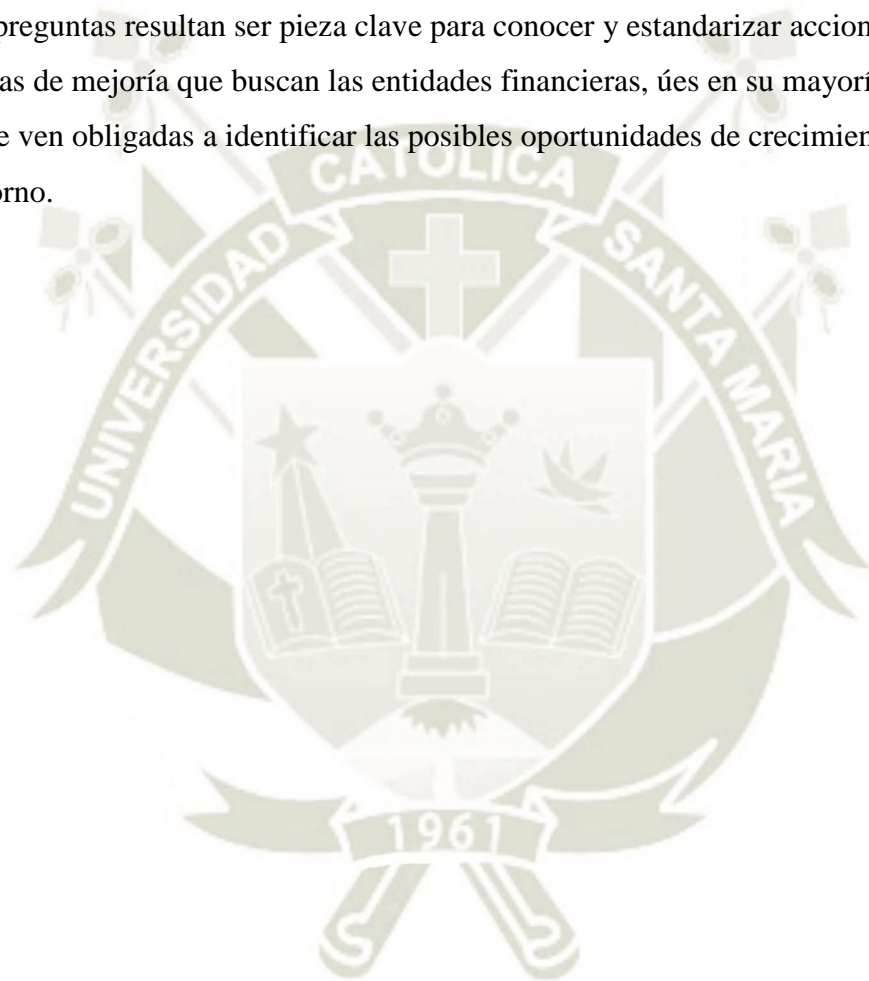 preguntas resultan ser pieza clave para conocer y estandarizar accion
as de mejoría que buscan las entidades financieras, úes en su mayorí
e ven obligadas a identificar las posibles oportunidades de crecimien
orno.
UNIVERSIDAD CATOLICA SANTA MARIA
1961